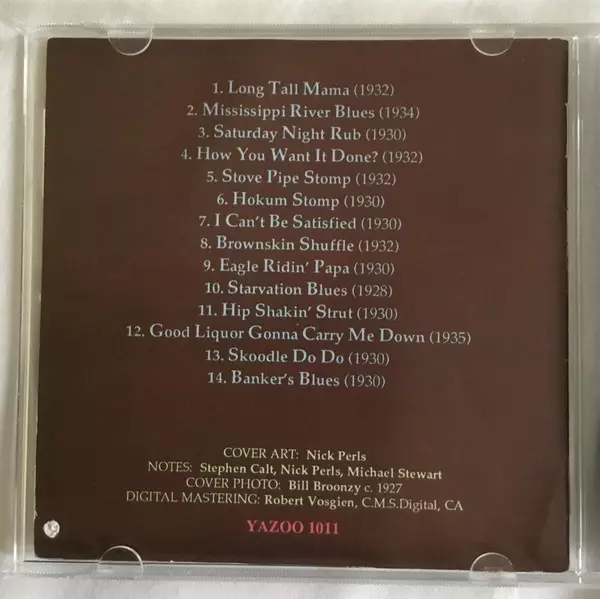 1. Long Tall Mama (1932)
2. Mississippi River Blues (1934)
3. Saturday Night Rub (1930)
4. How You Want It Done? (1932)
5. Stove Pipe Stomp (1932)
6. Hokum Stomp (1930)
7. I Can't Be Satisfied (1930)
8. Brownskin Shuffle (1932)
9. Eagle Ridin' Papa (1930)
10. Starvation Blues (1928)
11. Hip Shakin' Strut (1930)
12. Good Liquor Gonna Carry Me Down (1935)
13. Skoodle Do Do (1930)
14. Banker's Blues (1930)
COVER ART: Nick Perls
NOTES: Stephen Calt, Nick Perls, Michael Stewart
COVER PHOTO: Bill Broonzy c. 1927
DIGITAL MASTERING: Robert Vosgien, C.M.S.Digital, CA
YAZOO 1011